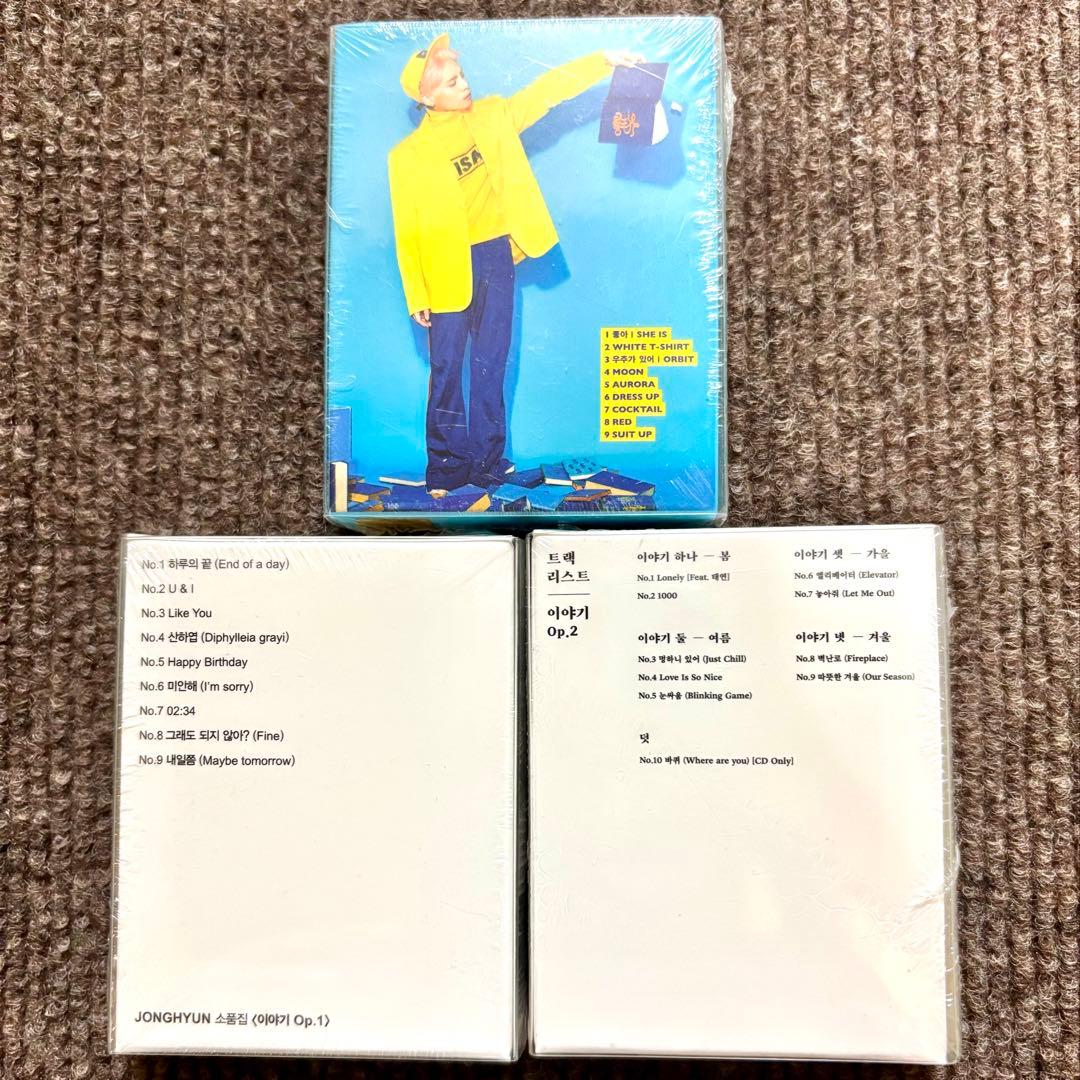 ISA
좋아
1 좋아 | SHE IS
2 WHITE T-SHIRT
3 우주가 있어 | ORBIT
4 MOON
5 AURORA
6 DRESS UP
7 COCKTAIL
8 RED
9 SUIT UP
No.1 하루의 끝 (End of a day)
No.2 U & I
No.3 Like You
No.4 산하엽 (Diphylleia grayi)
No.5 Happy Birthday
No.6 미안해 (I'm sorry)
No.7 02:34
No.8 그래도 되지 않아? (Fine)
No.9 내일쯤 (Maybe tomorrow)
JONGHYUN 소품집 〈이야기 Op.1〉
트랙
리스트
이야기
Op.2
이야기 하나 — 봄
No.1 Lonely [Feat. 태연]
No.2 1000
이야기 둘 — 여름
No.3 멍하니 있어 (Just Chill)
No.4 Love Is So Nice
No.5 눈싸움 (Blinking Game)
이야기 셋 — 가을
No.6 엘리베이터 (Elevator)
No.7 놓아줘 (Let Me Out)
이야기 넷 — 겨울
No.8 벽난로 (Fireplace)
No.9 따뜻한 겨울 (Our Season)
덧
No.10 바퀴 (Where are you) [CD Only]